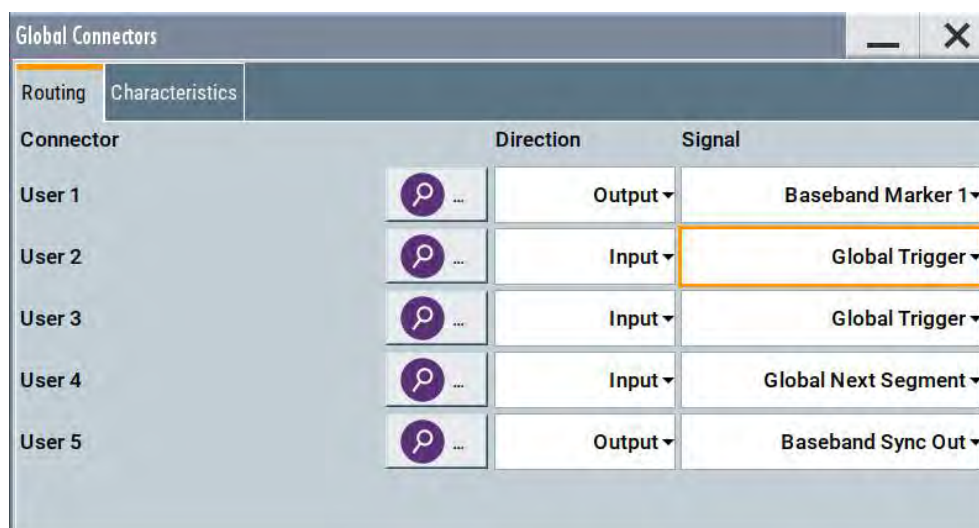 Global Connectors
Routing Characteristics
Connector Direction Signal
User 1 ... Output Baseband Marker 1
User 2 ... Input Global Trigger
User 3 ... Input Global Trigger
User 4 ... Input Global Next Segment
User 5 ... Output Baseband Sync Out